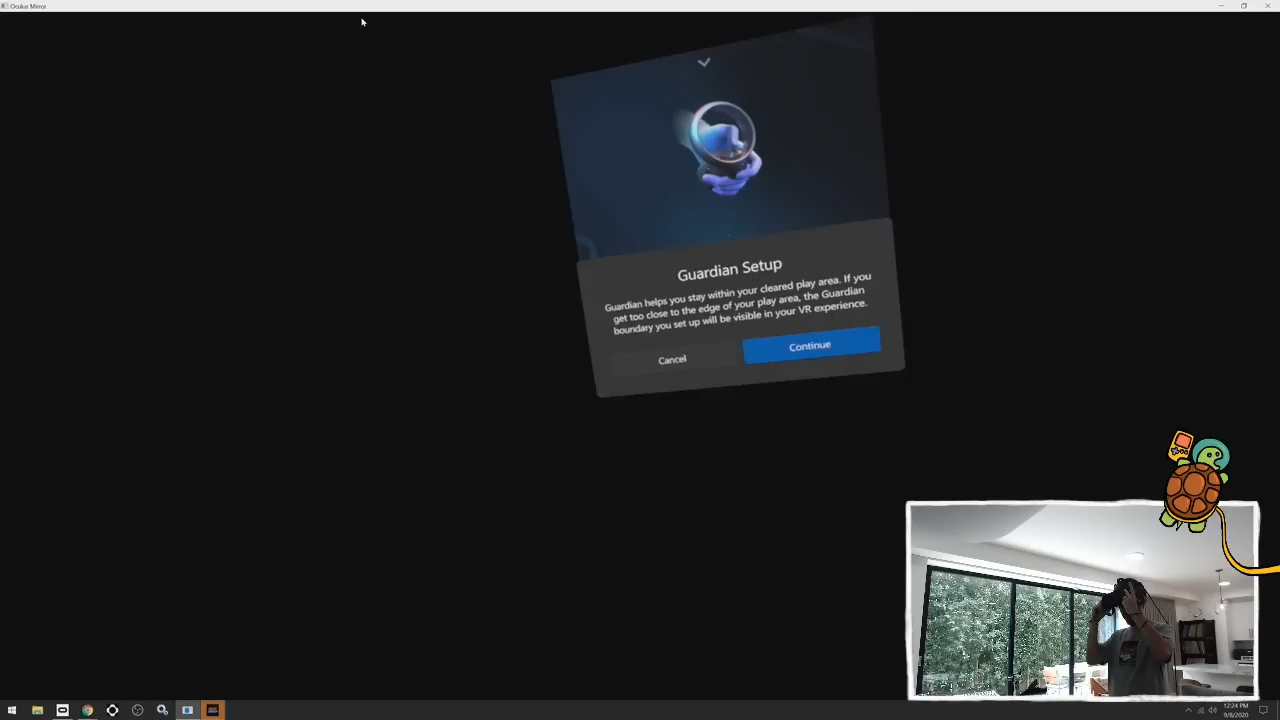 Oculus Mirror
Guardian Setup
Guardian helps you stay within your cleared play area. If you
get too close to the edge of your play area, the Guardian
boundary you set up will be visible in your VR experience.
Cancel
Continue
12:24 PM
9/8/2020